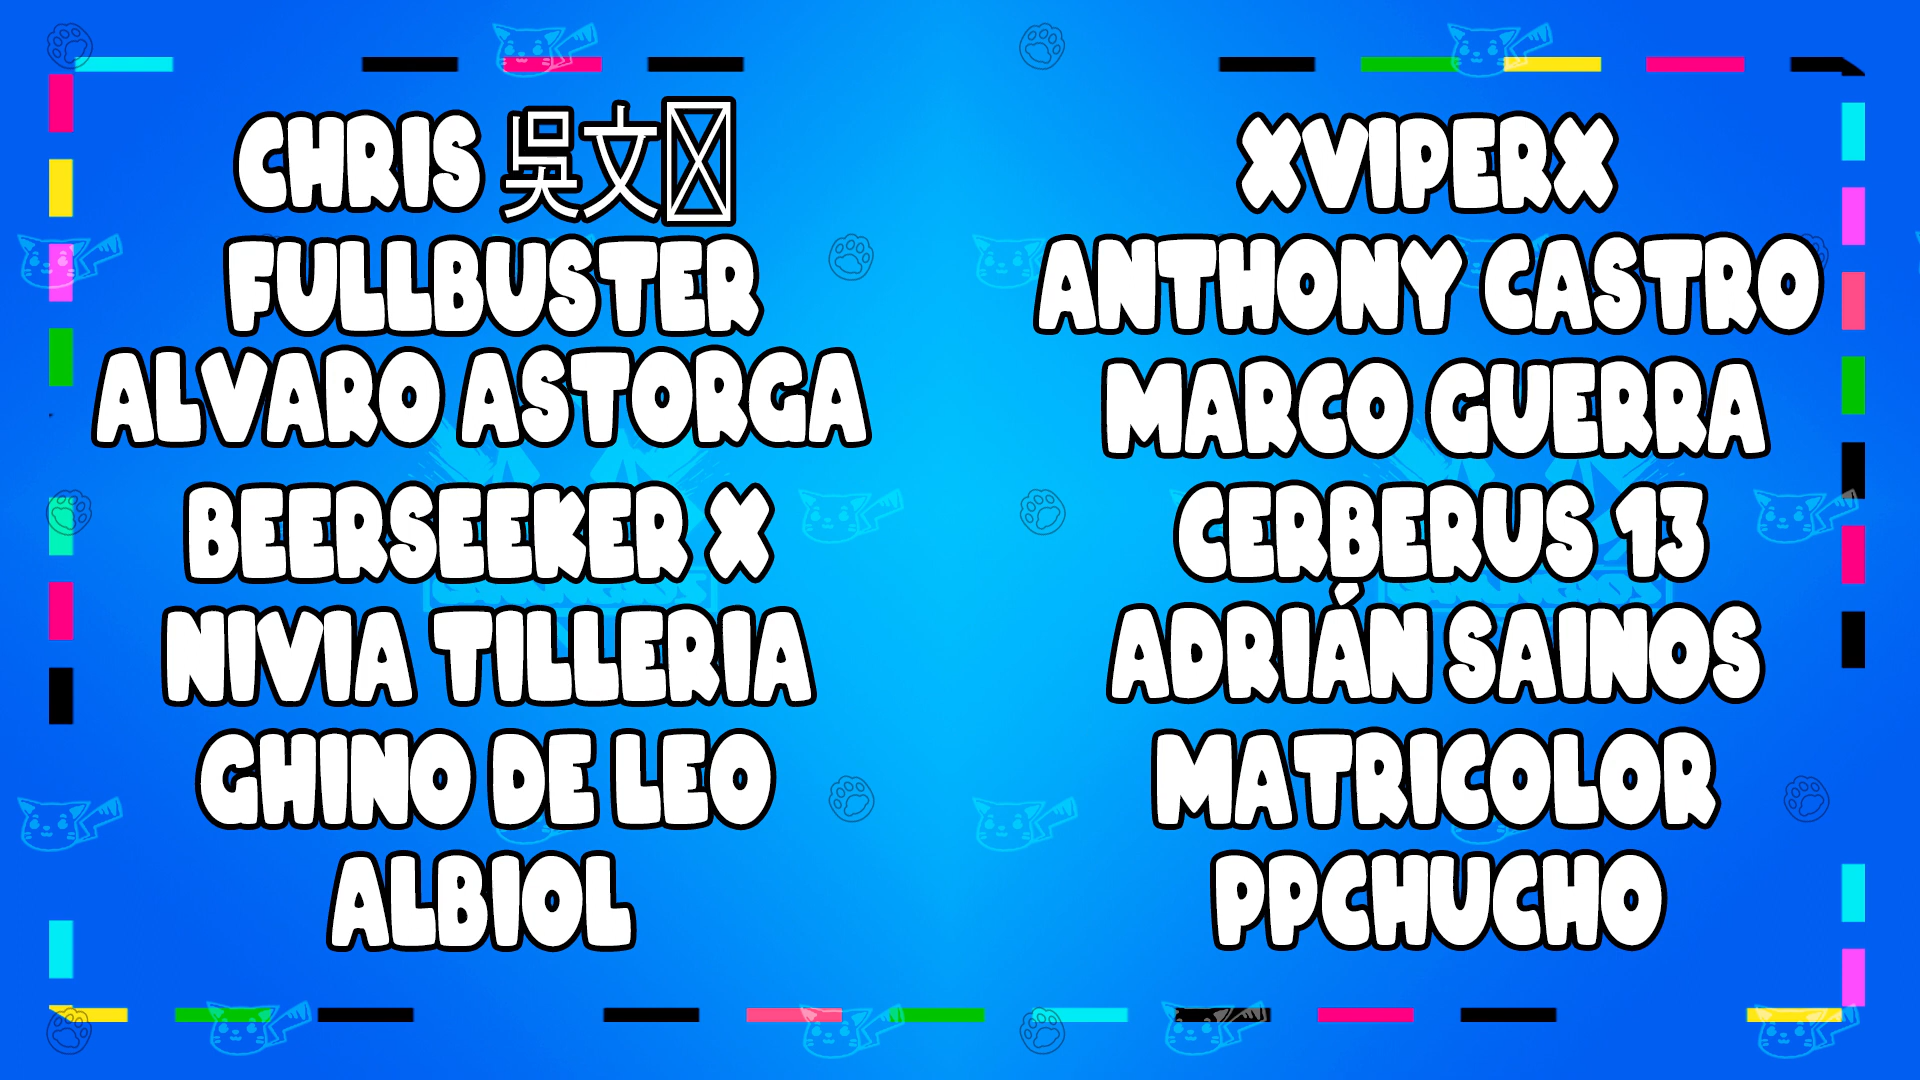 CHRIS 吳文
FULLBUSTER
ALVARO ASTORGA
BEERSEEKER X
NIVIA TILLERIA
GHINO DE LEO
ALBIOL
XVIPERX
ANTHONY CASTRO
MARCO GUERRA
CERBERUS 13
ADRIÁN SAINOS
MATRICOLOR
PPCHUCHO